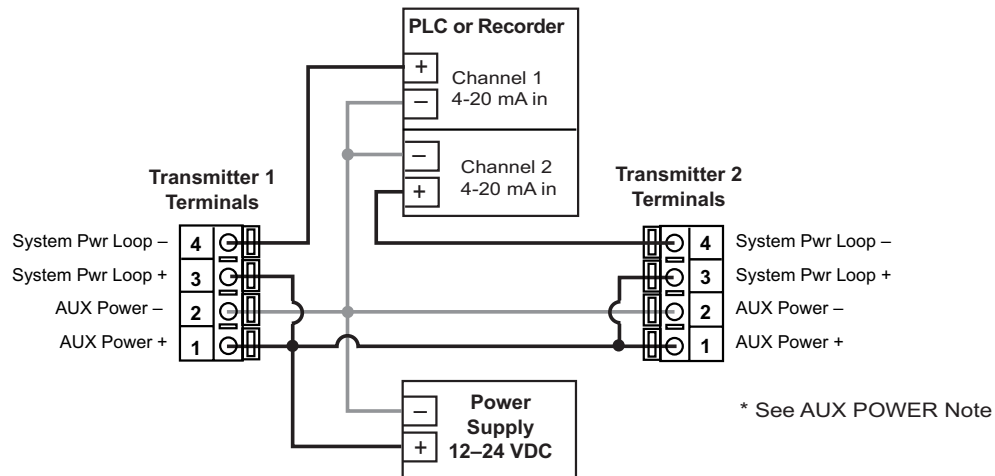 PLC or Recorder
+
Channel 1
4-20 mA in
–
–
Channel 2
4-20 mA in
+
Transmitter 1
Terminals
System Pwr Loop – 4
System Pwr Loop + 3
AUX Power – 2
AUX Power + 1
Transmitter 2
Terminals
4 System Pwr Loop –
3 System Pwr Loop +
2 AUX Power –
1 AUX Power +
–
+
Power
Supply
12–24 VDC
* See AUX POWER Note